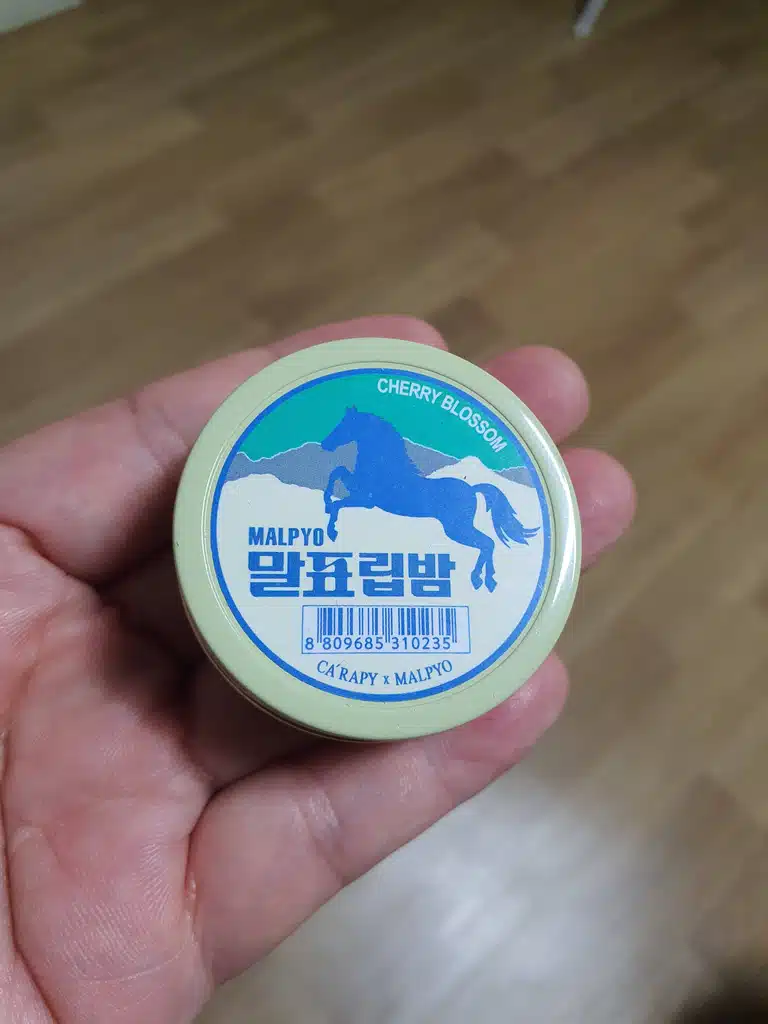 CHERRY BLOSSOM
MALPYO
말표립밤
8 809685 310235
CA'RAPY x MALPYO